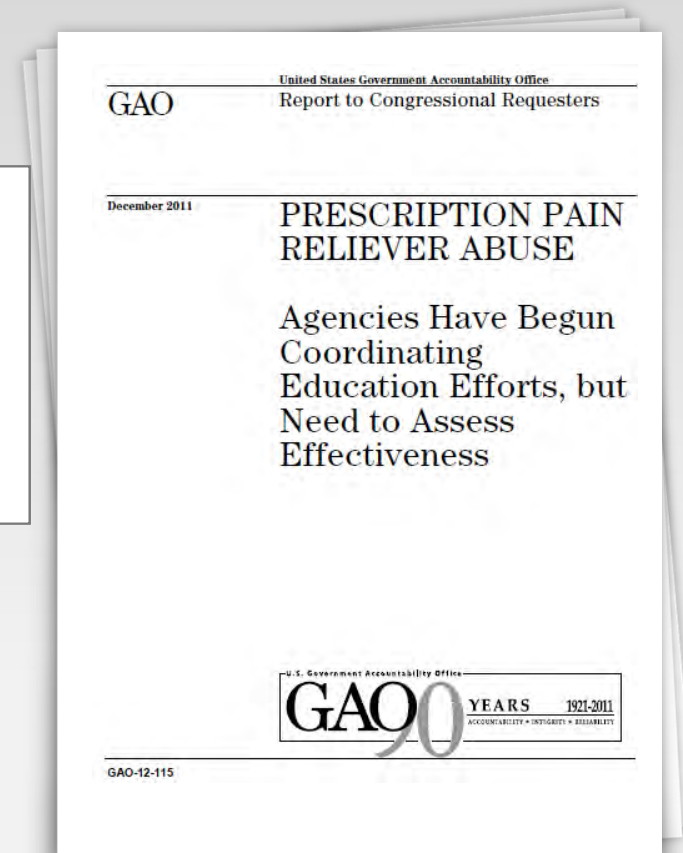 United States Government Accountability Office
GAO
Report to Congressional Requesters
December 2011
PRESCRIPTION PAIN
RELIEVER ABUSE
Agencies Have Begun
Coordinating
Education Efforts, but
Need to Assess
Effectiveness
U.S. Government Accountability Office
GAO90 YEARS 1921-2011
ACCOUNTABILITY * INTEGRITY * RELIABILITY
GAO-12-115